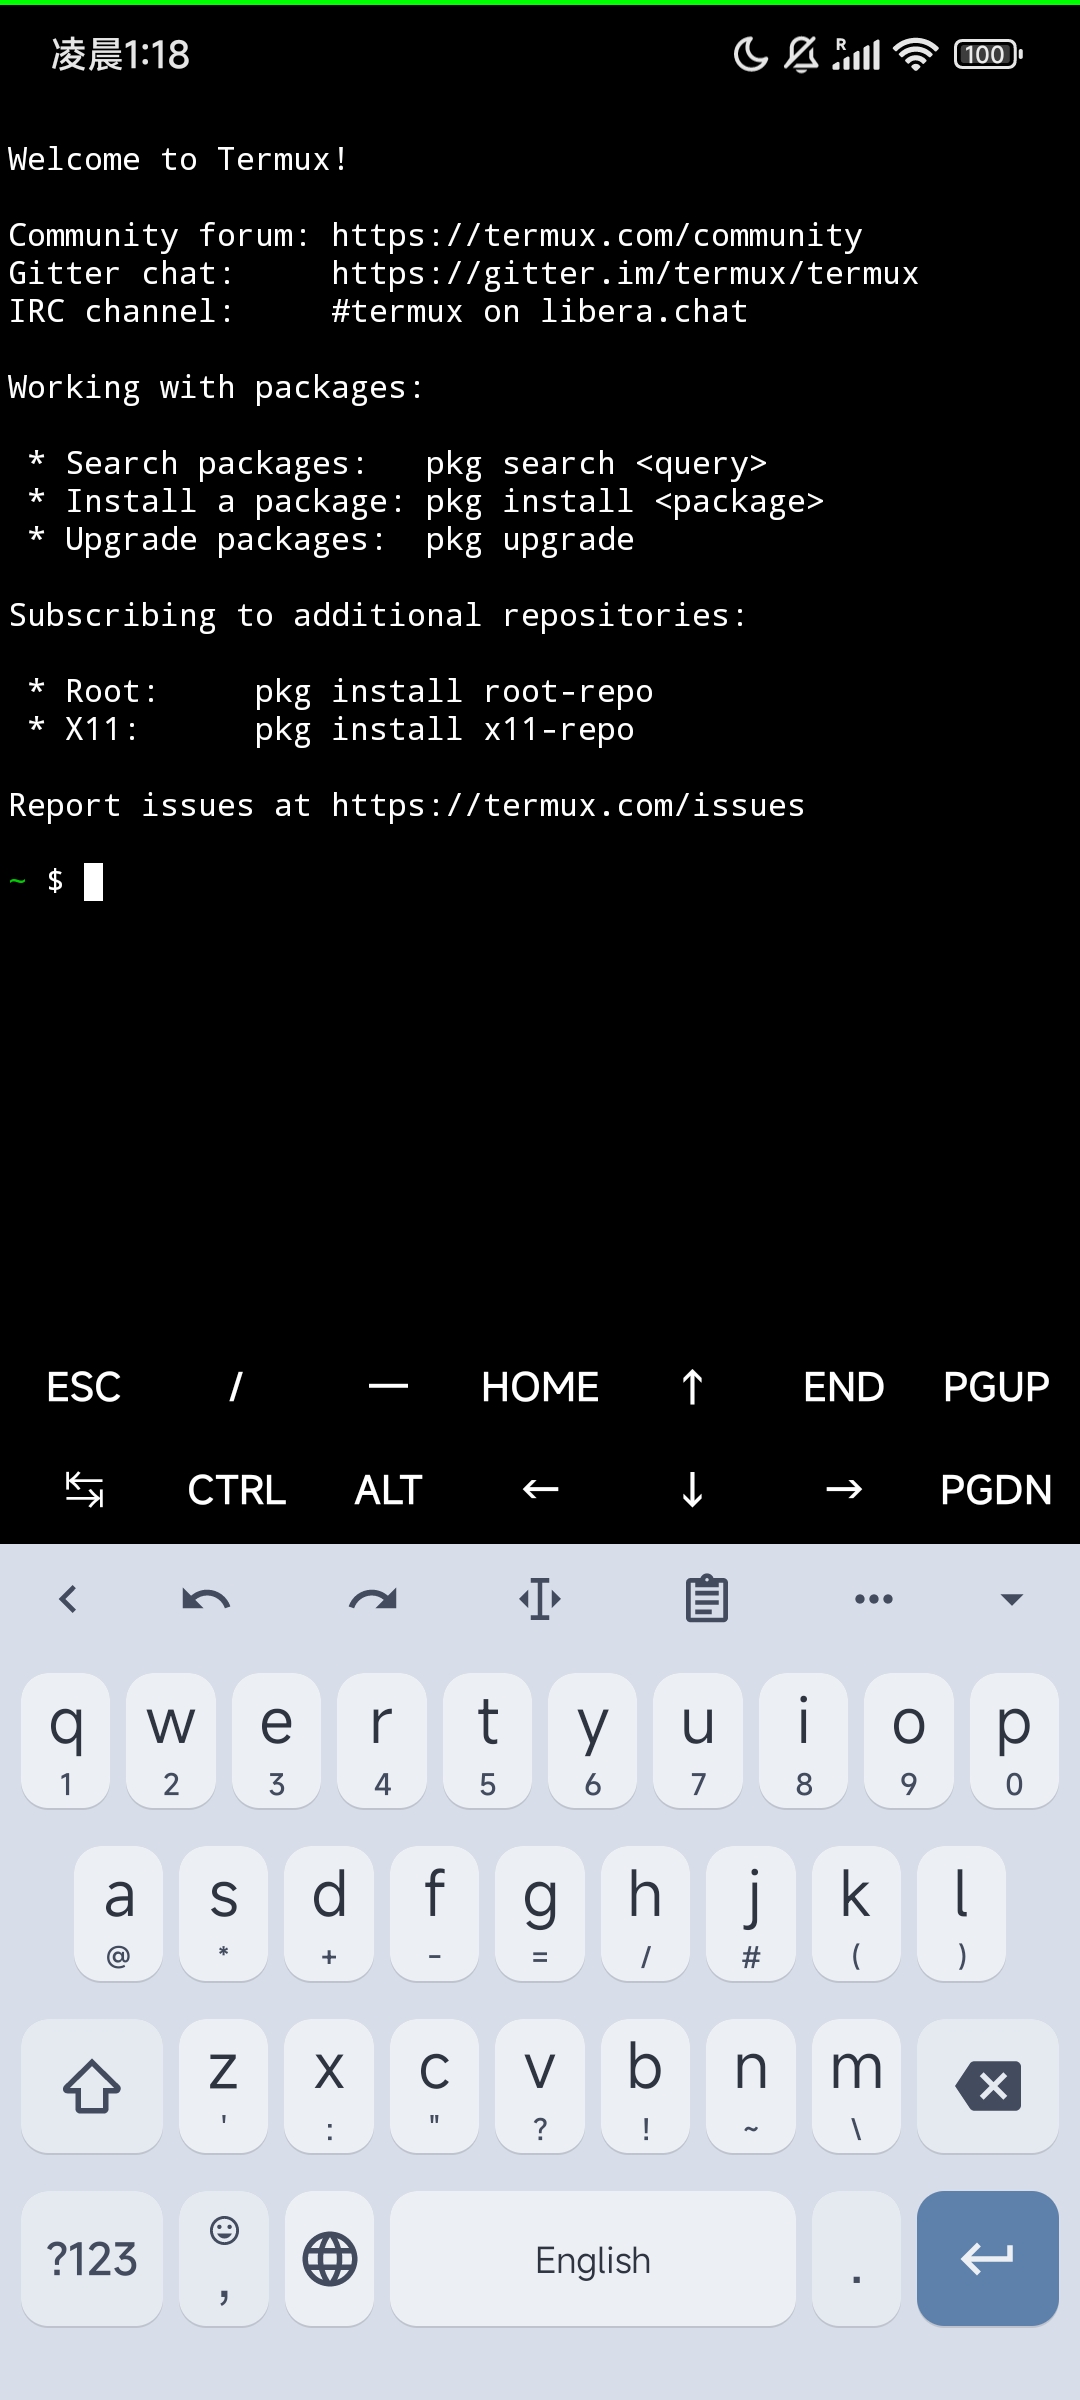 凌晨1:18
R
100
Welcome to Termux!
Community forum: https://termux.com/community
Gitter chat:     https://gitter.im/termux/termux
IRC channel:     #termux on libera.chat
Working with packages:
 * Search packages:   pkg search <query>
 * Install a package: pkg install <package>
 * Upgrade packages:  pkg upgrade
Subscribing to additional repositories:
 * Root:     pkg install root-repo
 * X11:      pkg install x11-repo
Report issues at https://termux.com/issues
~ $
ESC / — HOME ↑ END PGUP
↹ CTRL ALT ← ↓ → PGDN
q w e r t y u i o p
1 2 3 4 5 6 7 8 9 0
a s d f g h j k l
@ * + - = / # ( )
z x c v b n m
' : " ? ! ~ \
?123 , English .